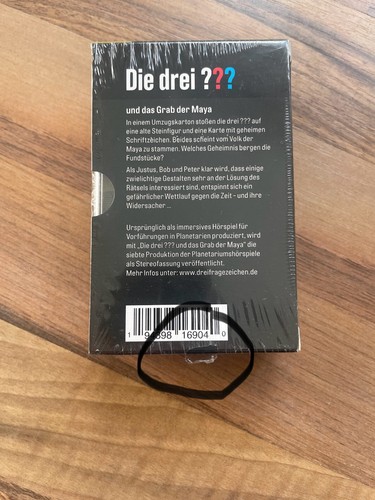 Die drei ???
und das Grab der Maya
In einem Umzugskarton stoßen die drei ??? auf
eine alte Steinfigur und eine Karte mit geheimen
Schriftzeichen. Beides scheint vom Volk der
Maya zu stammen. Welches Geheimnis bergen die
Fundstücke?
Als Justus, Bob und Peter klar wird, dass einige
zwielichtige Gestalten sehr an der Lösung des
Rätsels interessiert sind, entspinnt sich ein
gefährlicher Wettlauf gegen die Zeit – und ihre
Widersacher ...
Ursprünglich als immersives Hörspiel für
Vorführungen in Planetarien produziert, wird
mit „Die drei ??? und das Grab der Maya" die
siebte Produktion der Planetariumshörspiele
als Stereofassung veröffentlicht.
Mehr Infos unter: www.dreifragezeichen.de
16904